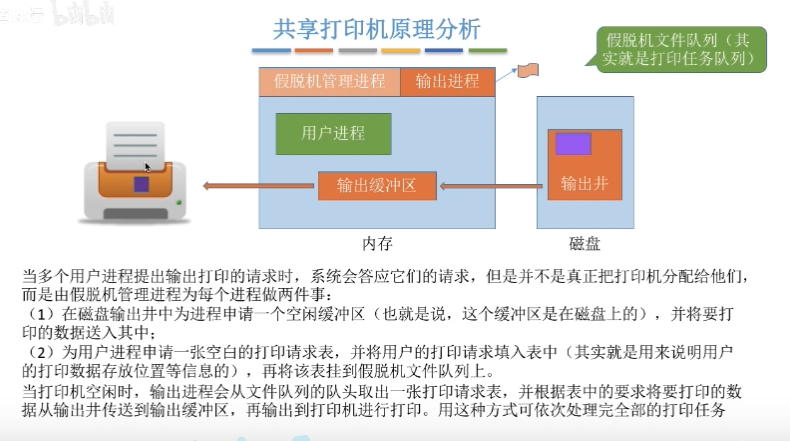 bilibili
共享打印机原理分析
假脱机文件队列（其
实就是打印任务队列）
假脱机管理进程
输出进程
用户进程
输出缓冲区
输出井
内存
磁盘
当多个用户进程提出输出打印的请求时，系统会答应它们的请求，但是并不是真正把打印机分配给他们，
而是由假脱机管理进程为每个进程做两件事：
（1）在磁盘输出井中为进程申请一个空闲缓冲区（也就是说，这个缓冲区是在磁盘上的），并将要打
印的数据送入其中；
（2）为用户进程申请一张空白的打印请求表，并将用户的打印请求填入表中（其实就是用来说明用户
的打印数据存放位置等信息的），再将该表挂到假脱机文件队列上。
当打印机空闲时，输出进程会从文件队列的队头取出一张打印请求表，并根据表中的要求将要打印的数
据从输出井传送到输出缓冲区，再输出到打印机进行打印。用这种方式可依次处理完全部的打印任务